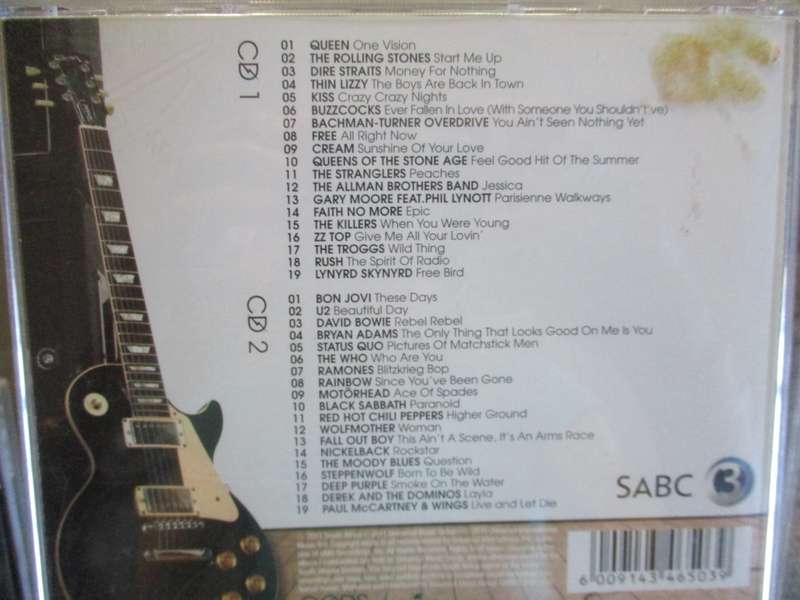 CD 1
01 QUEEN One Vision
02 THE ROLLING STONES Start Me Up
03 DIRE STRAITS Money For Nothing
04 THIN LIZZY The Boys Are Back In Town
05 KISS Crazy Crazy Nights
06 BUZZCOCKS Ever Fallen In Love (With Someone You Shouldn't've)
07 BACHMAN-TURNER OVERDRIVE You Ain't Seen Nothing Yet
08 FREE All Right Now
09 CREAM Sunshine Of Your Love
10 QUEENS OF THE STONE AGE Feel Good Hit Of The Summer
11 THE STRANGLERS Peaches
12 THE ALLMAN BROTHERS BAND Jessica
13 GARY MOORE FEAT.PHIL LYNOTT Parisienne Walkways
14 FAITH NO MORE Epic
15 THE KILLERS When You Were Young
16 ZZ TOP Give Me All Your Lovin'
17 THE TROGGS Wild Thing
18 RUSH The Spirit Of Radio
19 LYNYRD SKYNYRD Free Bird
CD 2
01 BON JOVI These Days
02 U2 Beautiful Day
03 DAVID BOWIE Rebel Rebel
04 BRYAN ADAMS The Only Thing That Looks Good On Me Is You
05 STATUS QUO Pictures Of Matchstick Men
06 THE WHO Who Are You
07 RAMONES Blitzkrieg Bop
08 RAINBOW Since You've Been Gone
09 MOTÖRHEAD Ace Of Spades
10 BLACK SABBATH Paranoid
11 RED HOT CHILI PEPPERS Higher Ground
12 WOLFMOTHER Woman
13 FALL OUT BOY This Ain't A Scene, It's An Arms Race
14 NICKELBACK Rockstar
15 THE MOODY BLUES Question
16 STEPPENWOLF Born To Be Wild
17 DEEP PURPLE Smoke On The Water
18 DEREK AND THE DOMINOS Layla
19 PAUL McCARTNEY & WINGS Live and Let Die
SABC 3
6 009143 465039